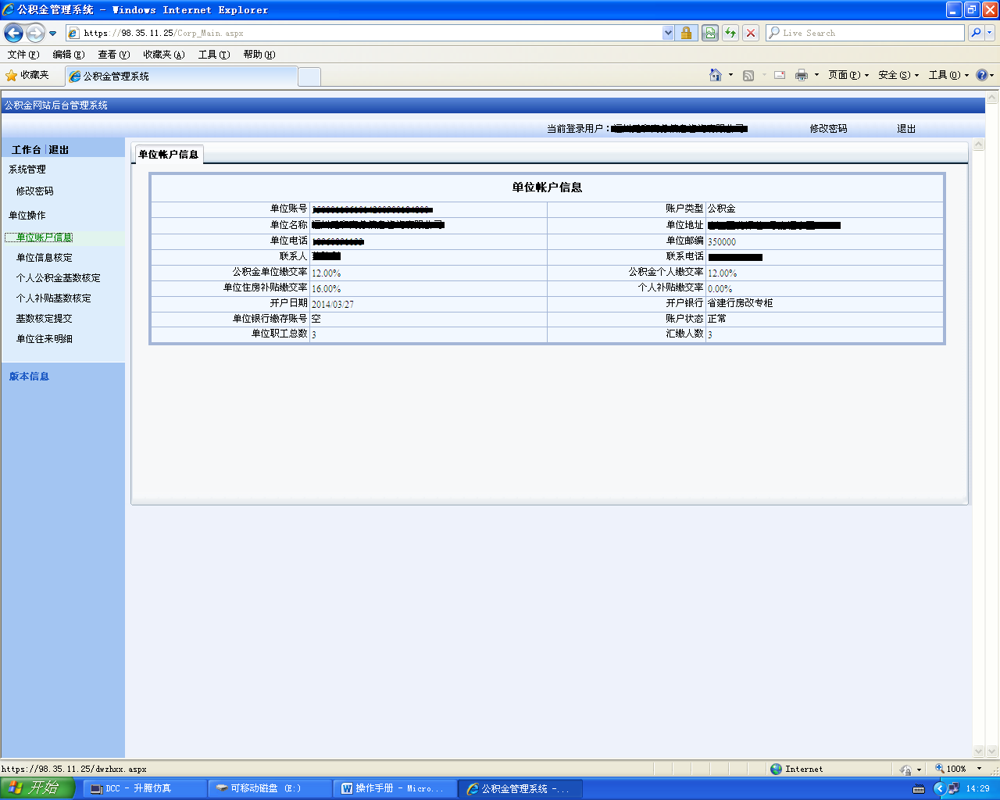 公积金管理系统 - Windows Internet Explorer
https://98.35.11.25/Corp_Main.aspx
Live Search
文件(F) 编辑(E) 查看(V) 收藏夹(A) 工具(T) 帮助(H)
收藏夹 公积金管理系统 页面(P) 安全(S) 工具(O)
公积金网站后台管理系统
当前登录用户： 修改密码 退出
工作台 退出
系统管理
修改密码
单位操作
单位账户信息
单位信息核定
个人公积金基数核定
个人补贴基数核定
基数核定提交
单位往来明细
版本信息
单位帐户信息
单位帐户信息
单位账号 账户类型 公积金
单位名称 单位地址
单位电话 单位邮编 350000
联系人 联系电话
公积金单位缴交率 12.00% 公积金个人缴交率 12.00%
单位住房补贴缴交率 16.00% 个人补贴缴交率 0.00%
开户日期 2014/03/27 开户银行 省建行房改专柜
单位银行缴存账号 空 账户状态 正常
单位职工总数 3 汇缴人数 3
https://98.35.11.25/dwzhxx.aspx Internet 100%
开始 DCC - 升腾仿真 可移动磁盘 (E:) 操作手册 - Micro... 公积金管理系统 -... 14:29